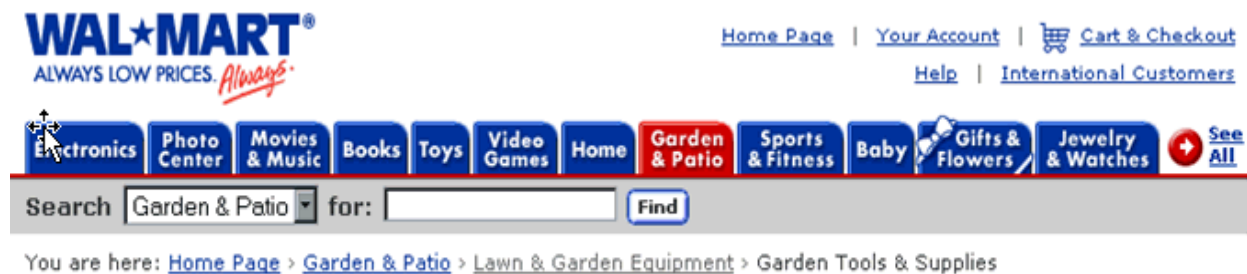 WAL★MART®
ALWAYS LOW PRICES. Always.
Home Page | Your Account | Cart & Checkout
Help | International Customers
Electronics Photo Center Movies & Music Books Toys Video Games Home Garden & Patio Sports & Fitness Baby Gifts & Flowers Jewelry & Watches See All
Search Garden & Patio for: Find
You are here: Home Page > Garden & Patio > Lawn & Garden Equipment > Garden Tools & Supplies